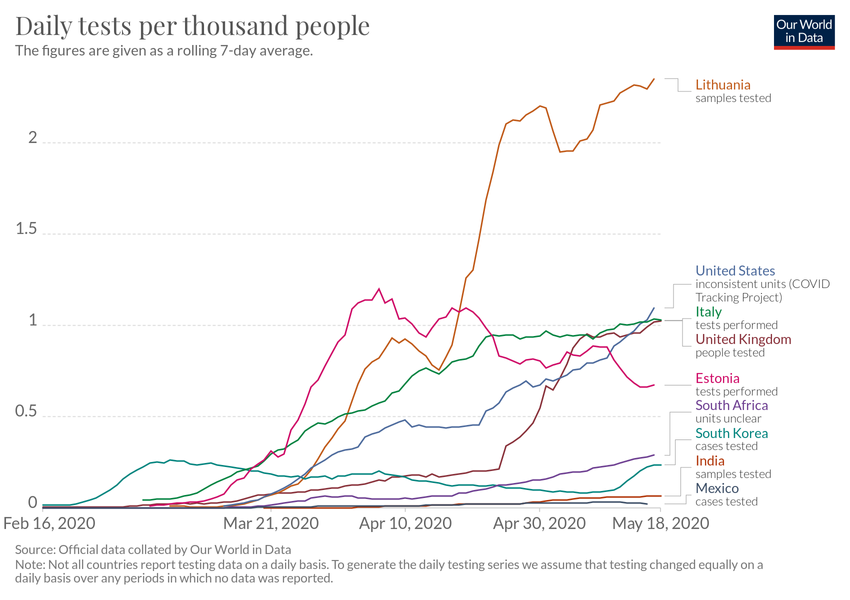 Daily tests per thousand people
The figures are given as a rolling 7-day average.
Our World
in Data
Lithuania
samples tested
2
1.5
United States
inconsistent units (COVID
Tracking Project)
Italy
tests performed
1
United Kingdom
people tested
Estonia
tests performed
South Africa
0.5
units unclear
South Korea
cases tested
India
samples tested
Mexico
cases tested
0
Feb 16, 2020
Mar 21, 2020
Apr 10, 2020
Apr 30, 2020
May 18, 2020
Source: Official data collated by Our World in Data
Note: Not all countries report testing data on a daily basis. To generate the daily testing series we assume that testing changed equally on a
daily basis over any periods in which no data was reported.